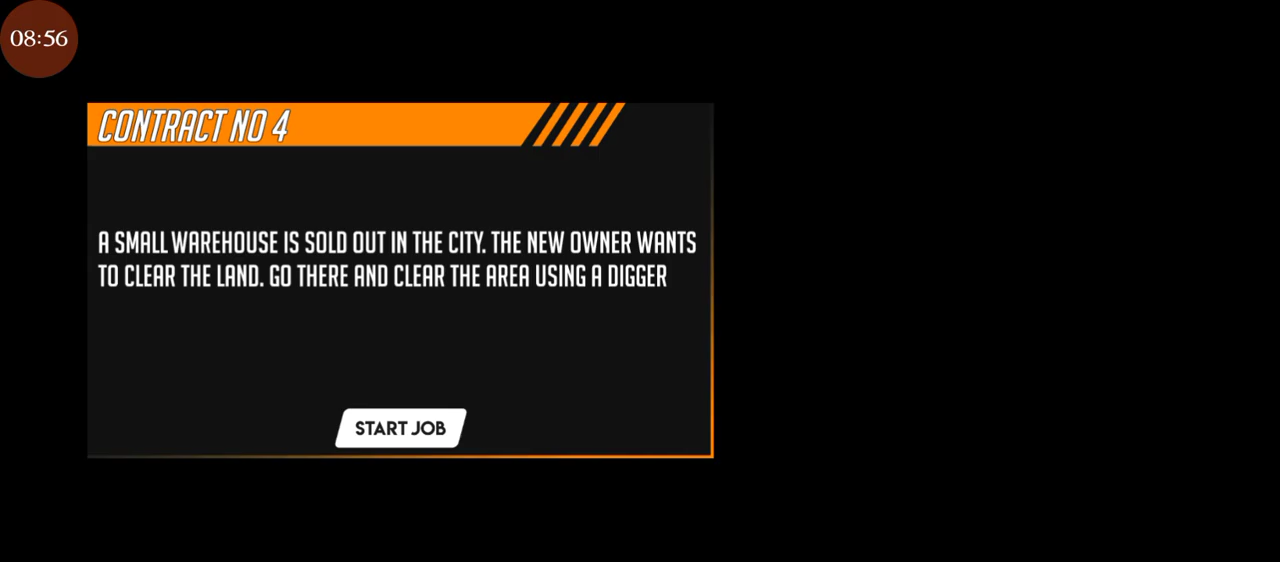 08:56
CONTRACT NO 4
A SMALL WAREHOUSE IS SOLD OUT IN THE CITY. THE NEW OWNER WANTS
TO CLEAR THE LAND. GO THERE AND CLEAR THE AREA USING A DIGGER
START JOB